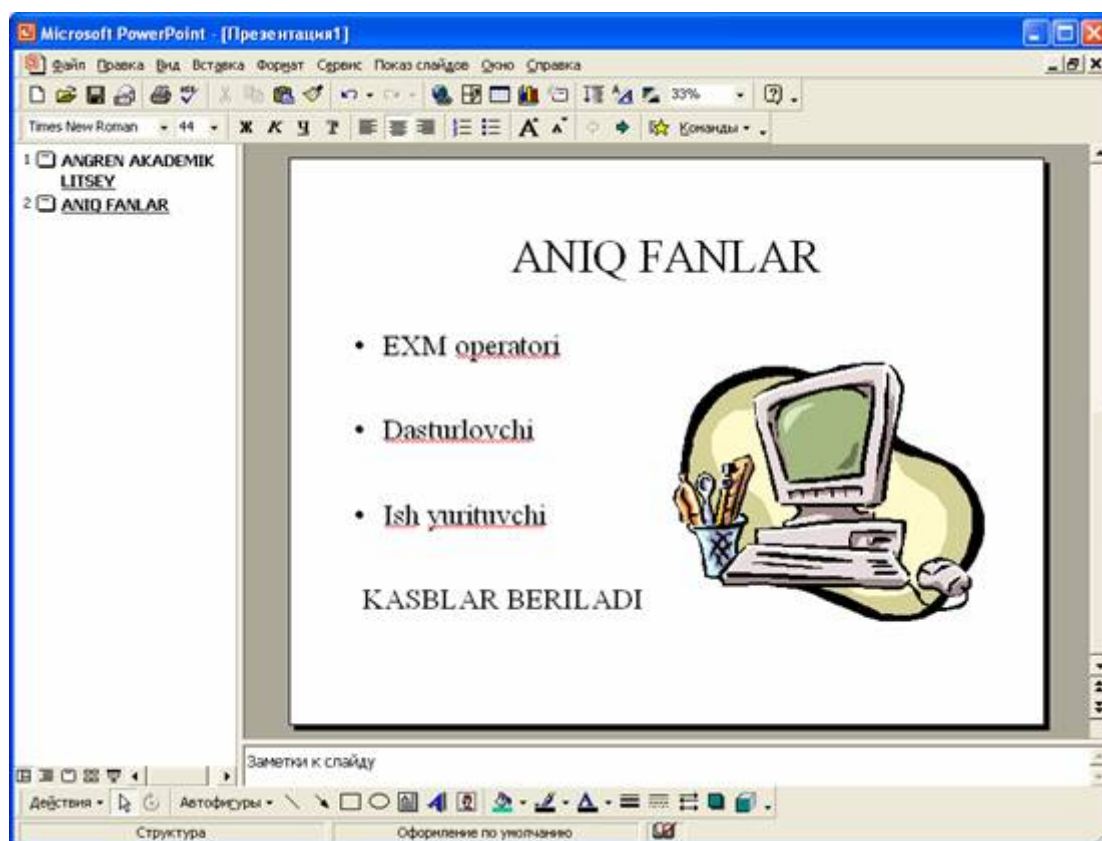 Microsoft PowerPoint - [Презентация1]
Файл Правка Вид Вставка Формат Сервис Показ слайдов Окно Справка
33%
Times New Roman 44 Ж К Ч Т Команды
1 ANGREN AKADEMIK
LITSEY
2 ANIQ FANLAR
ANIQ FANLAR
• EXM operatori
• Dasturlovchi
• Ish yurituvchi
KASBLAR BERILADI
Заметки к слайду
Действия Автофигуры
Структура Оформление по умолчанию